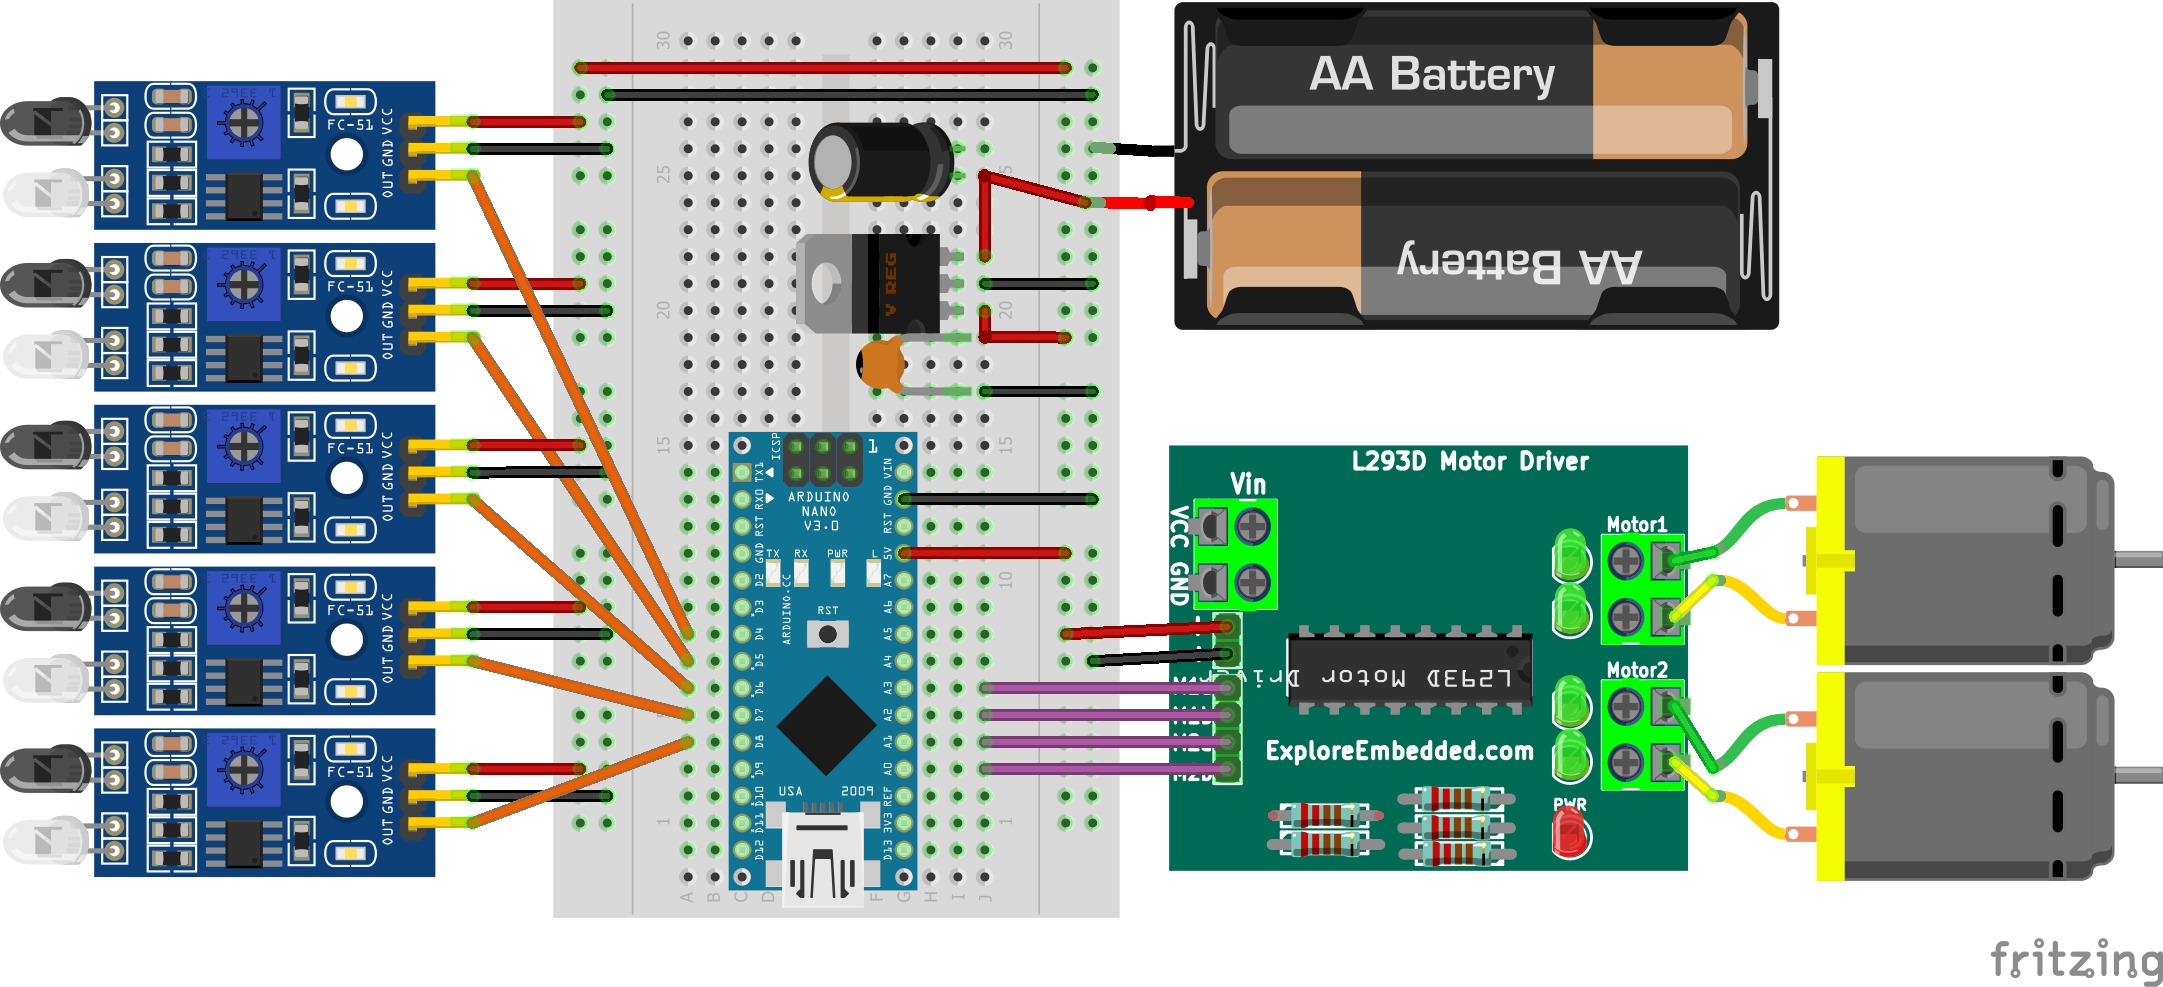 3362
FC-51
VCC
GND
OUT
3362
FC-51
VCC
GND
OUT
3362
FC-51
VCC
GND
OUT
3362
FC-51
VCC
GND
OUT
3362
FC-51
VCC
GND
OUT
30
30
25
20
20
15
15
10
1
1
A
B
C
D
F
G
H
I
J
V REG
ICSP
1
TX1
RX0
RST
GND
D2
D3
D4
D5
D6
D7
D8
D9
D10
D11
D12
VIN
GND
RST
5V
A7
A6
A5
A4
A3
A2
A1
A0
REF
3V3
D13
ARDUINO
NANO
V3.0
TX
RX
PWR
L
RST
ARDUINO.CC
USA
2009
AA Battery
AA Battery
L293D Motor Driver
Vin
VCC
GND
Motor1
Motor2
L293D Motor Driver
ExploreEmbedded.com
PWR
fritzing